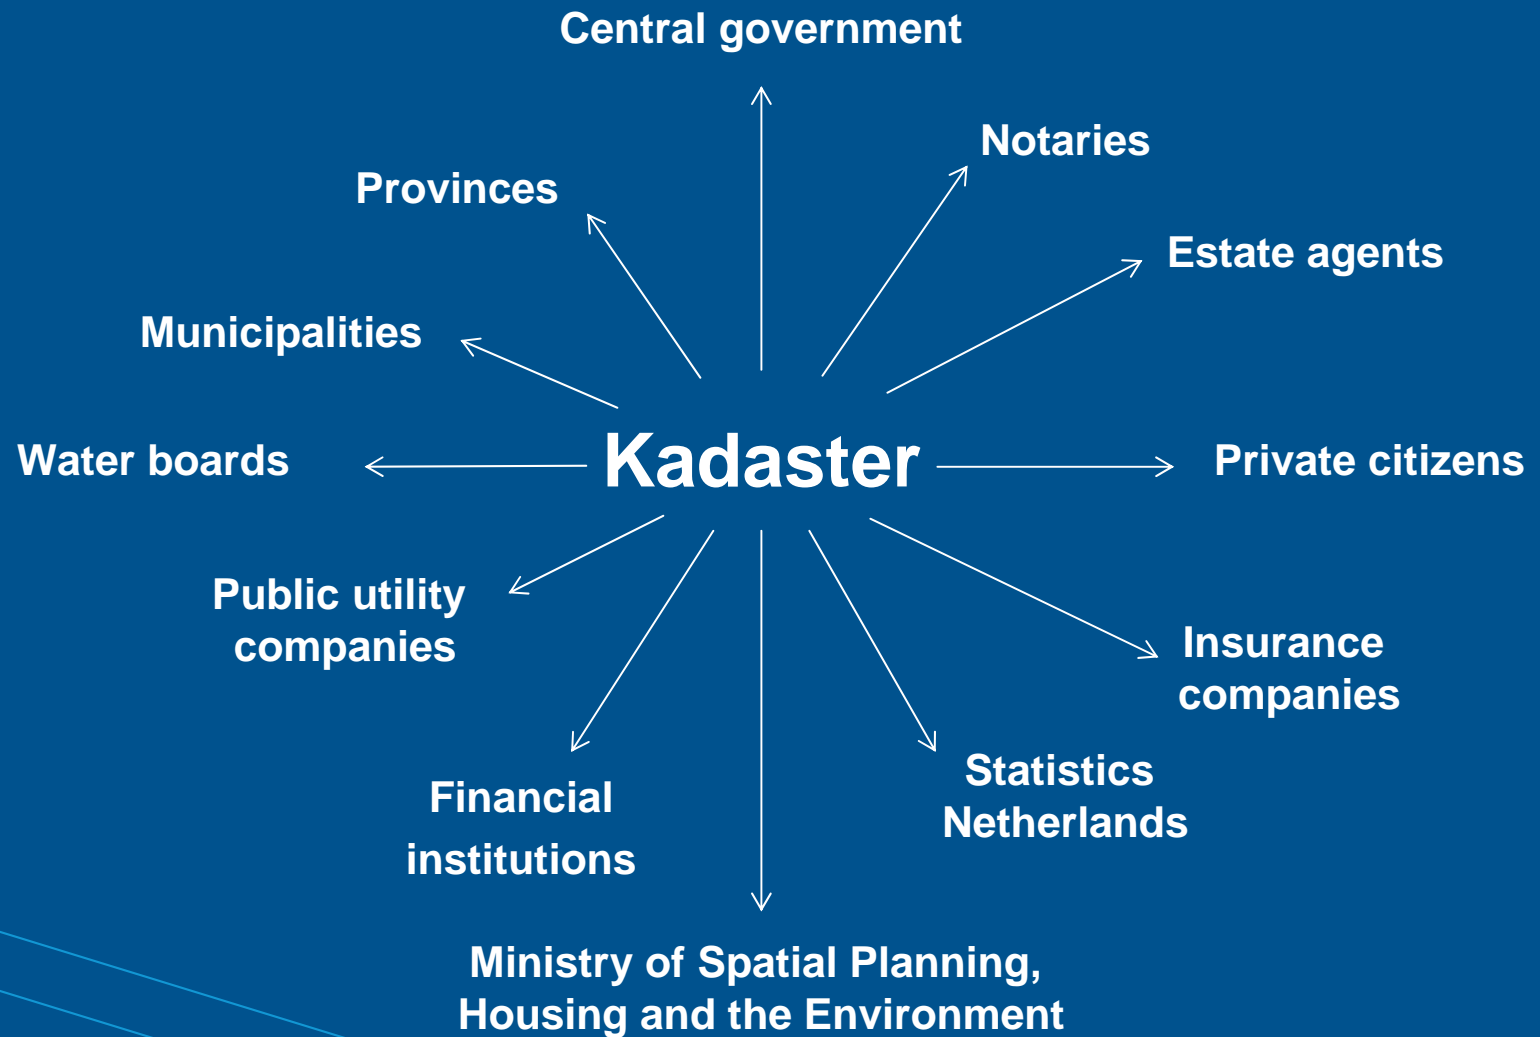 Central government
Notaries
Provinces
Estate agents
Municipalities
Water boards
Kadaster
Private citizens
Public utility
companies
Insurance
companies
Financial
institutions
Statistics
Netherlands
Ministry of Spatial Planning,
Housing and the Environment